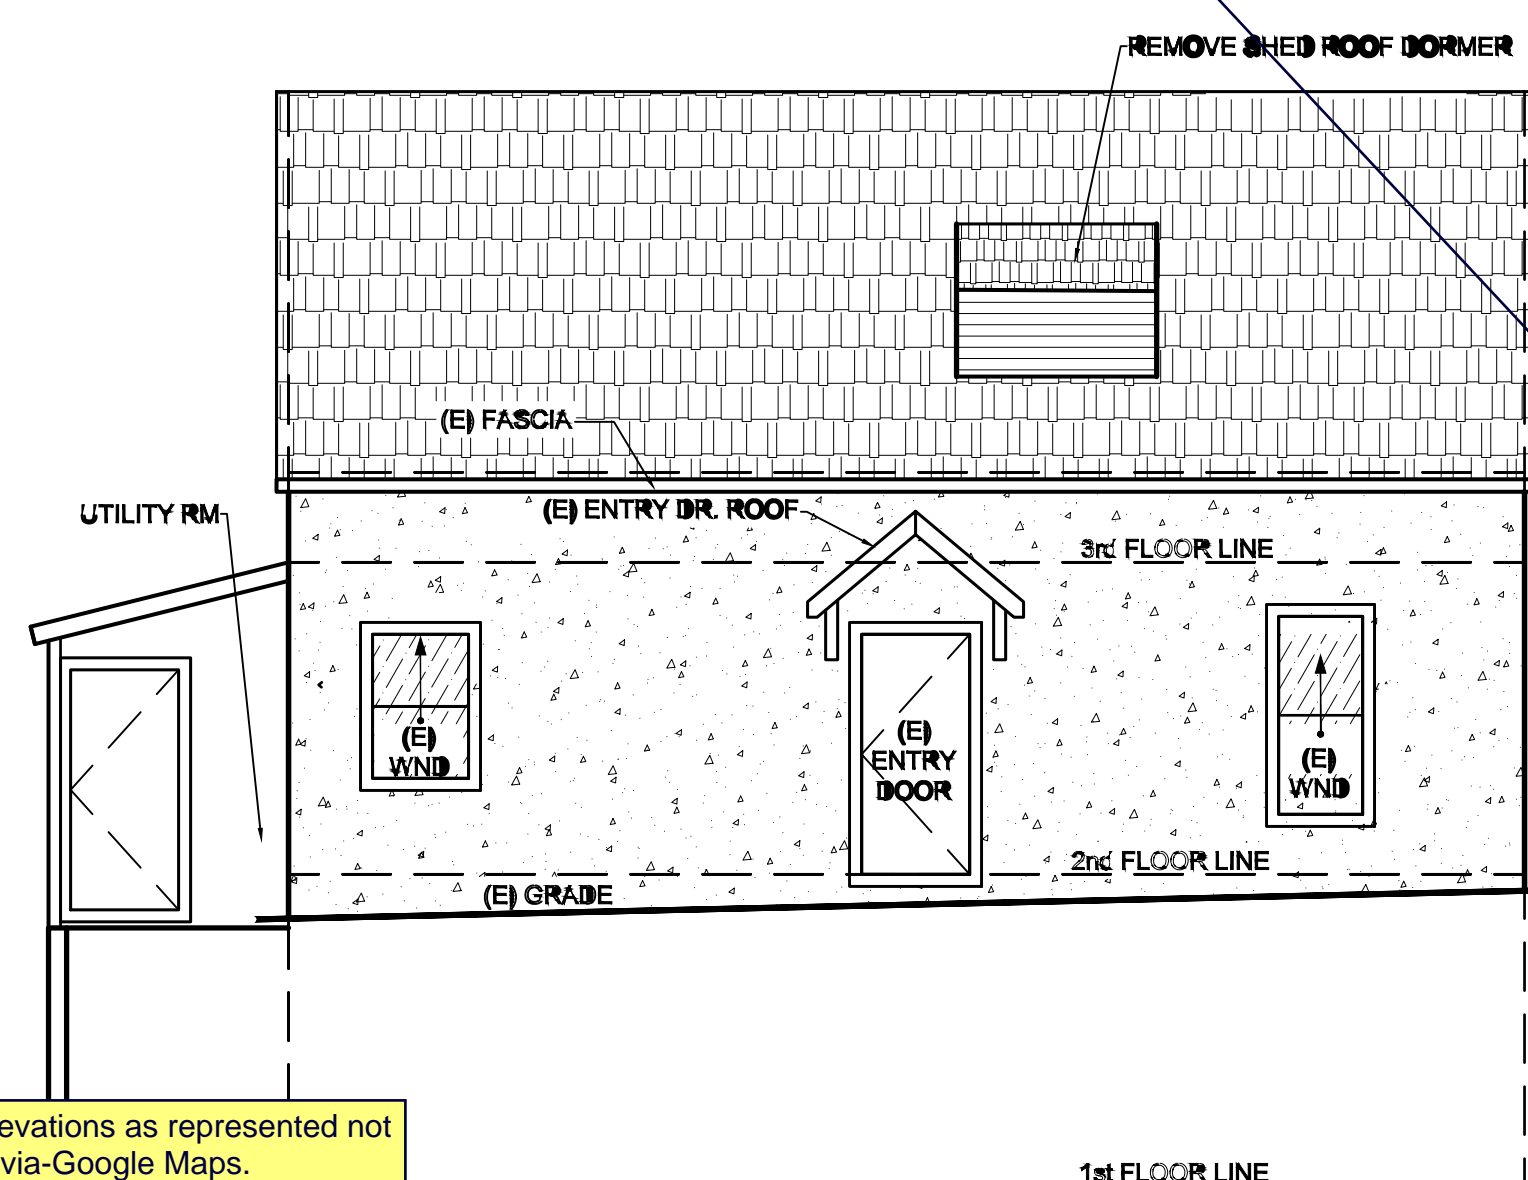 REMOVE SHED ROOF DORMER
(E) FASCIA
UTILITY RM
(E) ENTRY DR. ROOF
3rd FLOOR LINE
(E)
WND
(E)
ENTRY
DOOR
(E)
WND
2nd FLOOR LINE
(E) GRADE
evations as represented not
via-Google Maps.
1st FLOOR LINE